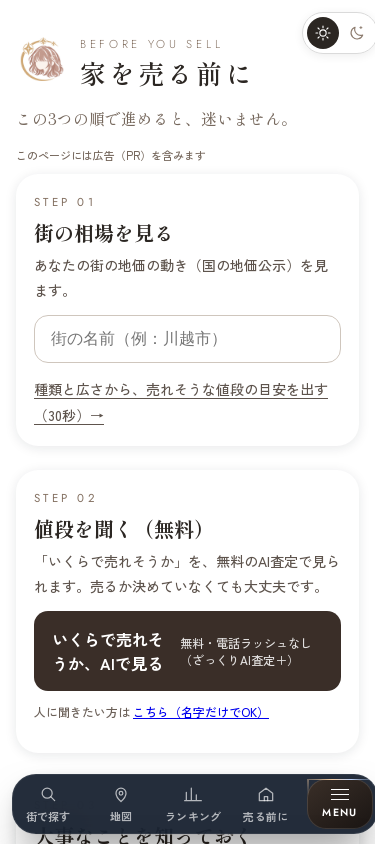 BEFORE YOU SELL
家を売る前に
この3つの順で進めると、迷いません。
このページには広告（PR）を含みます
STEP 01
街の相場を見る
あなたの街の地価の動き（国の地価公示）を見
ます。
街の名前（例：川越市）
種類と広さから、売れそうな値段の目安を出す
（30秒）→
STEP 02
値段を聞く（無料）
「いくらで売れそうか」を、無料のAI査定で見ら
れます。売るか決めていなくても大丈夫です。
いくらで売れそ
うか、AIで見る
無料・電話ラッシュなし
（ざっくりAI査定＋）
人に聞きたい方は こちら（名字だけでOK）
街で探す 地図 ランキング 売る前に MENU
大事なことを知っておく